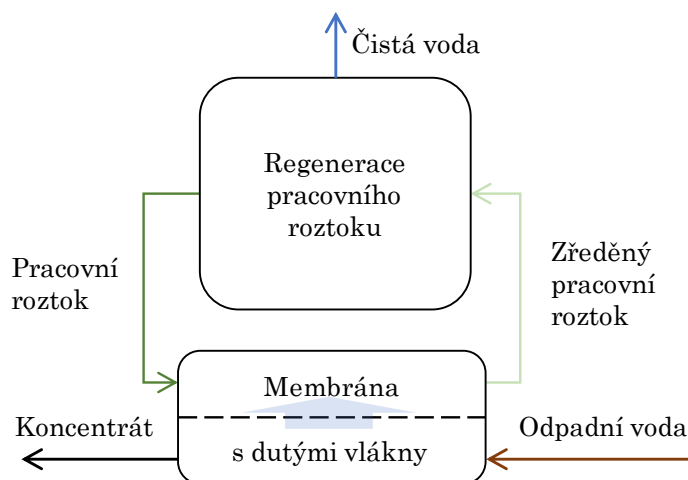 Čistá voda
Regenerace
pracovního
roztoku
Pracovní
roztok
Zředěný
pracovní
roztok
Membrána
Koncentrát
s dutými vlákny
Odpadní voda